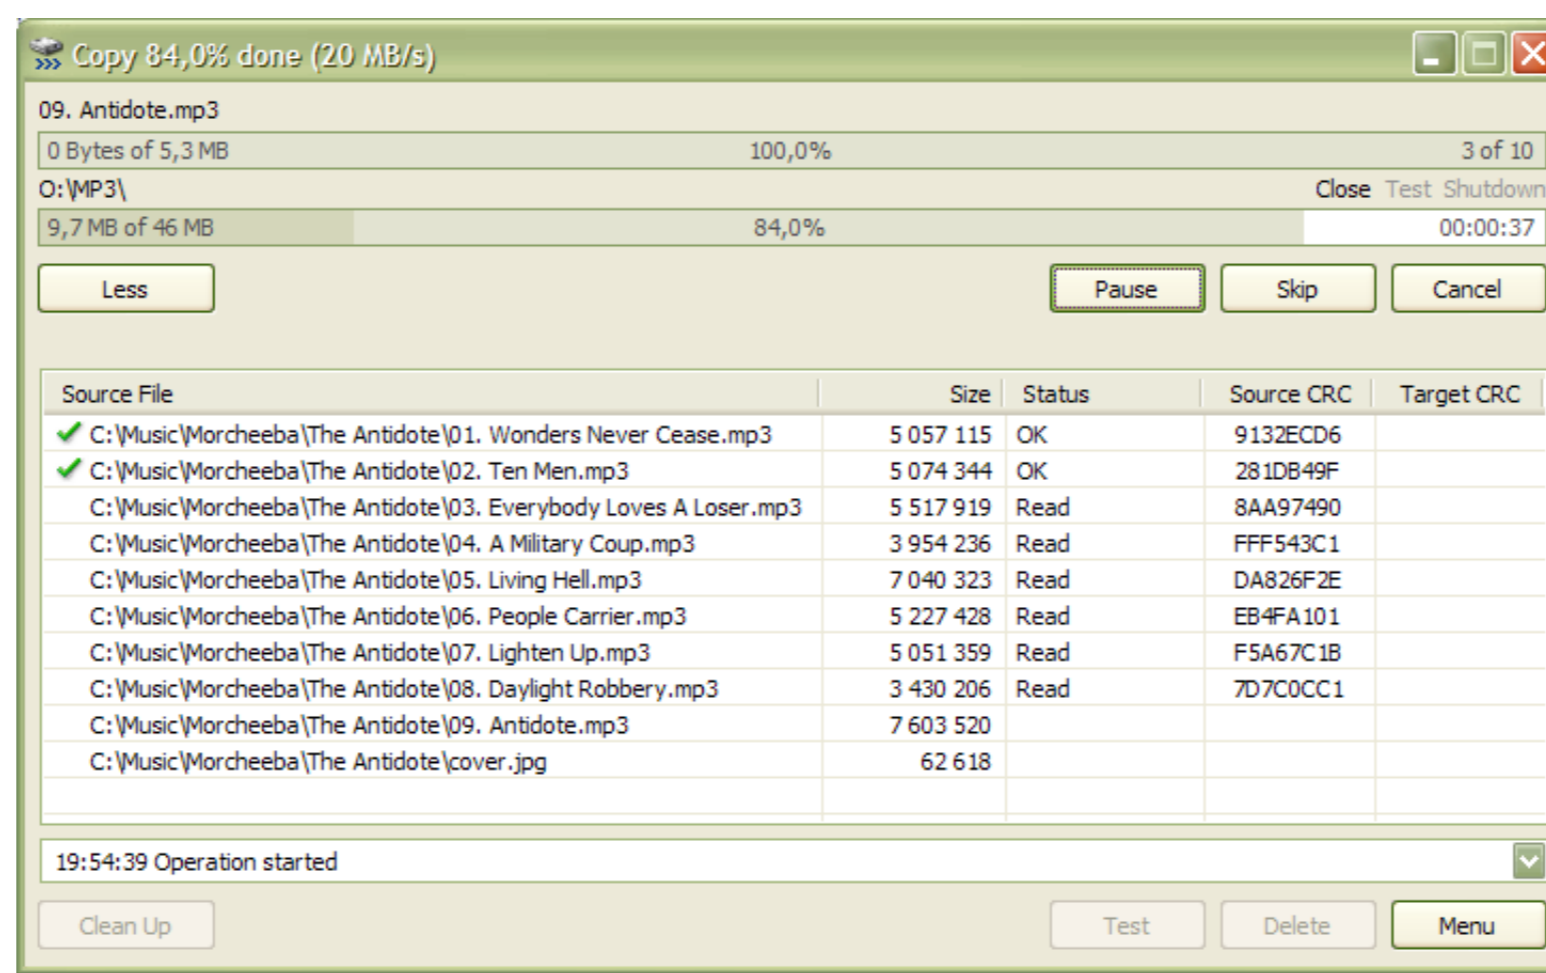 Copy 84,0% done (20 MB/s)
09. Antidote.mp3
0 Bytes of 5,3 MB 100,0% 3 of 10
O:\MP3\ Close Test Shutdown
9,7 MB of 46 MB 84,0% 00:00:37
Less Pause Skip Cancel
Source File Size Status Source CRC Target CRC
C:\Music\Morcheeba\The Antidote\01. Wonders Never Cease.mp3 5 057 115 OK 9132ECD6
C:\Music\Morcheeba\The Antidote\02. Ten Men.mp3 5 074 344 OK 281DB49F
C:\Music\Morcheeba\The Antidote\03. Everybody Loves A Loser.mp3 5 517 919 Read 8AA97490
C:\Music\Morcheeba\The Antidote\04. A Military Coup.mp3 3 954 236 Read FFF543C1
C:\Music\Morcheeba\The Antidote\05. Living Hell.mp3 7 040 323 Read DA826F2E
C:\Music\Morcheeba\The Antidote\06. People Carrier.mp3 5 227 428 Read EB4FA101
C:\Music\Morcheeba\The Antidote\07. Lighten Up.mp3 5 051 359 Read F5A67C1B
C:\Music\Morcheeba\The Antidote\08. Daylight Robbery.mp3 3 430 206 Read 7D7C0CC1
C:\Music\Morcheeba\The Antidote\09. Antidote.mp3 7 603 520
C:\Music\Morcheeba\The Antidote\cover.jpg 62 618
19:54:39 Operation started
Clean Up Test Delete Menu